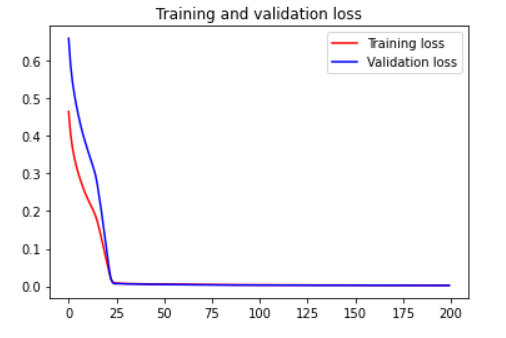 Training and validation loss
Training loss
Validation loss
0.6
0.5
0.4
0.3
0.2
0.1
0.0
0 25 50 75 100 125 150 175 200